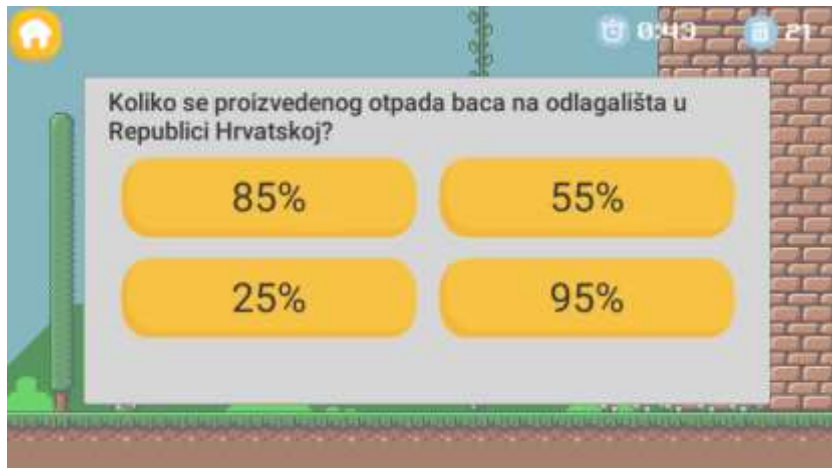 0:43 21
Koliko se proizvedenog otpada baca na odlagališta u
Republici Hrvatskoj?
85% 55%
25% 95%